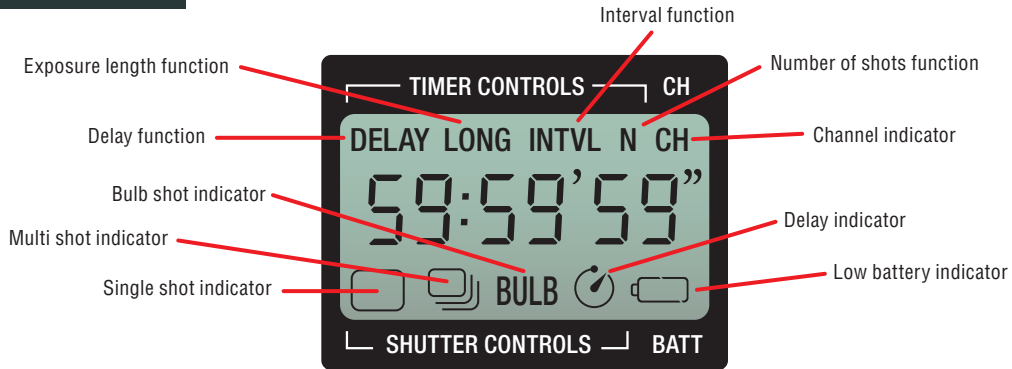 Interval function
Exposure length function
Number of shots function
TIMER CONTROLS CH
Delay function
DELAY LONG INTVL N CH
Channel indicator
59:59’59”
Bulb shot indicator
Delay indicator
Multi shot indicator
Low battery indicator
Single shot indicator
BULB
SHUTTER CONTROLS BATT